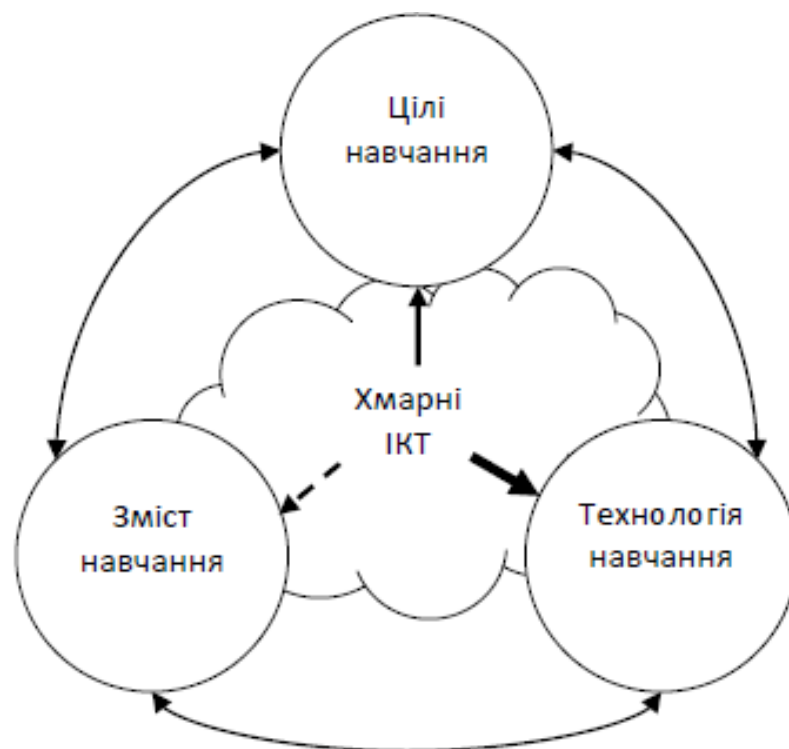 Цілі
навчання
Хмарні
ІКТ
Зміст
навчання
Технологія
навчання